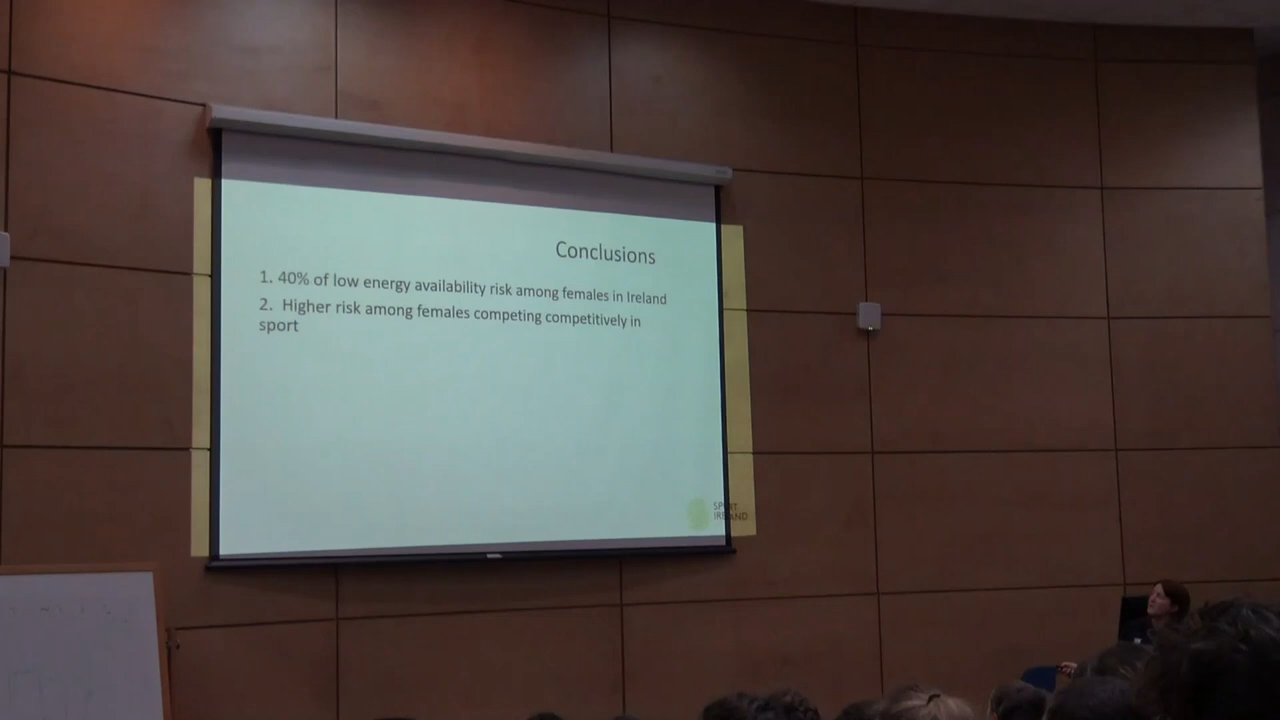 Conclusions
1. 40% of low energy availability risk among females in Ireland
2. Higher risk among females competing competitively in
sport
SPORT
IRELAND